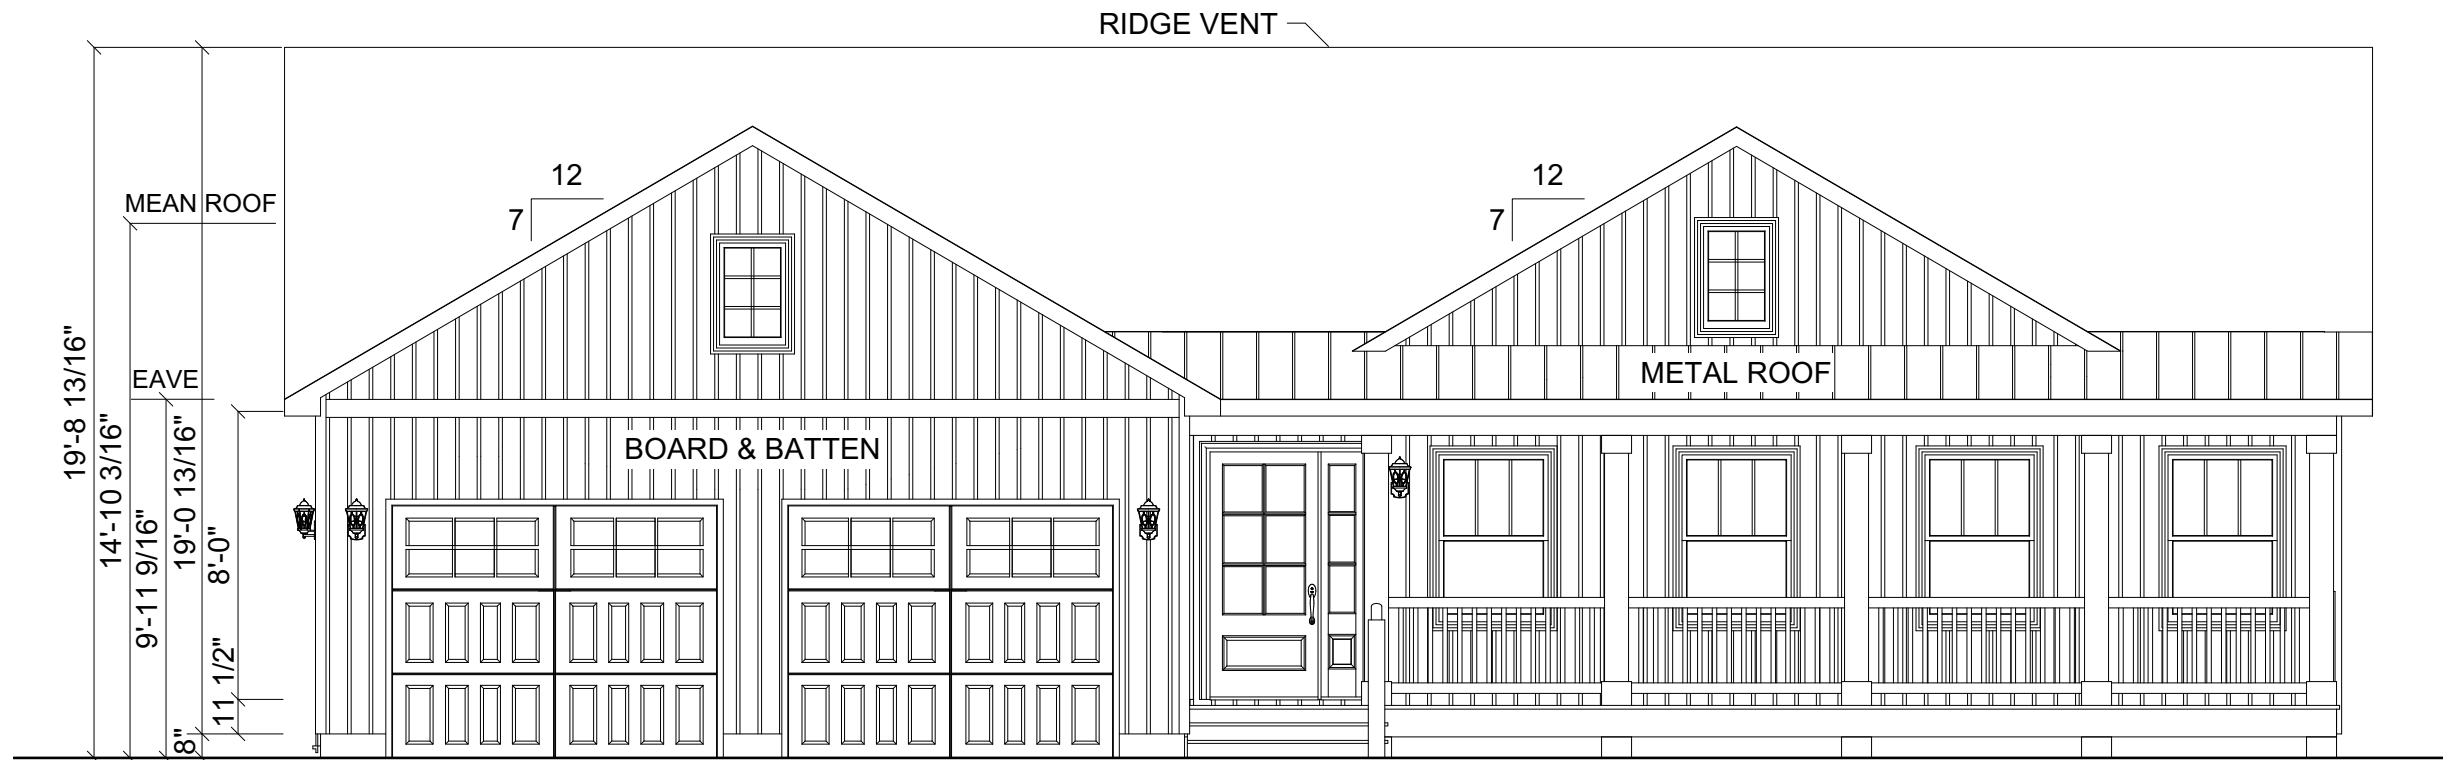 RIDGE VENT
12
7
12
7
MEAN ROOF
EAVE
METAL ROOF
BOARD & BATTEN
19'-8 13/16"
14'-10 3/16"
9'-11 9/16"
19'-0 13/16"
8'-0"
11 1/2"
8"